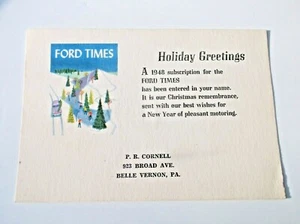 FORD TIMES
Holiday Greetings
A 1948 subscription for the
FORD TIMES
has been entered in your name.
It is our Christmas remembrance,
sent with our best wishes for
a New Year of pleasant motoring.
P. R. CORNELL
923 BROAD AVE.
BELLE VERNON, PA.